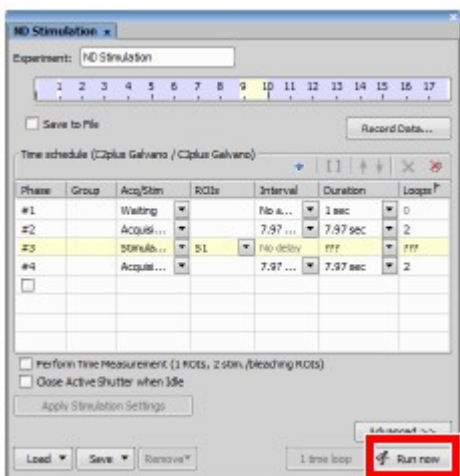 ND Stimulation
Experiment: ND Stimulation
1 2 3 4 5 6 7 8 9 10 11 12 13 14 15 16 17
Save to File
Record Data...
Time schedule (C2plus Galvano / C2plus Galvano)
Phase Group Acq/Stim ROIs Interval Duration Loops
#1 Waiting No a... 1 sec 0
#2 Acquisi... 7.97 ... 7.97 sec 2
#3 Stimula... S1 No delay ??? ???
#4 Acquisi... 7.97 ... 7.97 sec 2
Perform Time Measurement (1 ROIs, 2 stim./bleaching ROIs)
Close Active Shutter when Idle
Apply Stimulation Settings
Advanced >>
Load Save Remove 1 time loop Run now